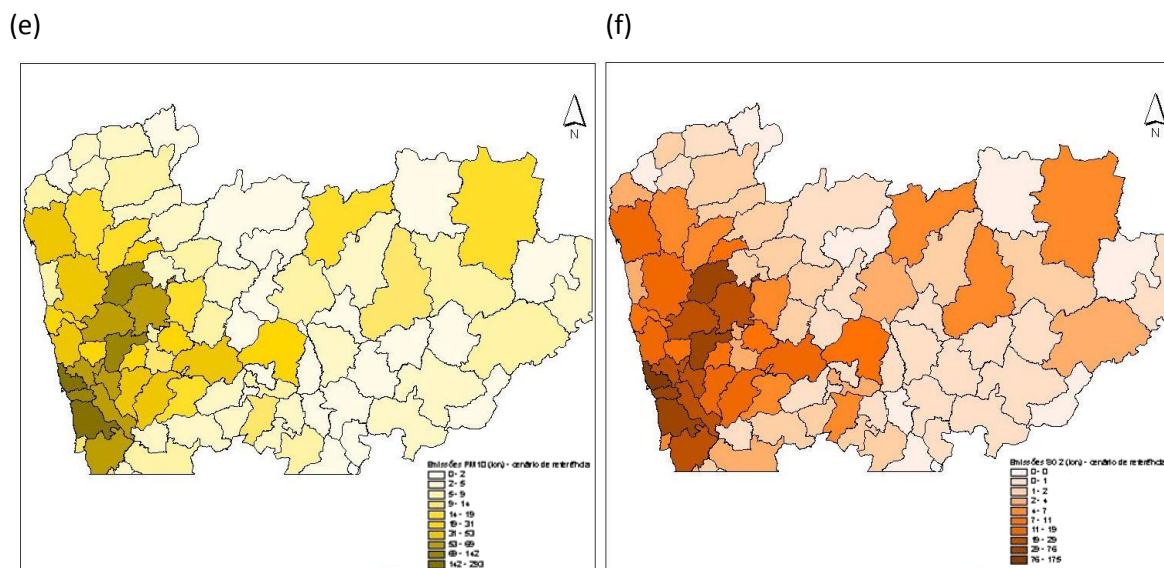 (e)
(f)
N
N
Emissões PM10 (ton) - cenário de referência
0 - 2
2 - 5
5 - 9
9 - 14
14 - 19
19 - 31
31 - 53
53 - 69
69 - 142
142 - 293
Emissões SO2 (ton) - cenário de referência
0 - 0
0 - 1
1 - 2
2 - 4
4 - 7
7 - 11
11 - 19
19 - 29
29 - 76
76 - 175